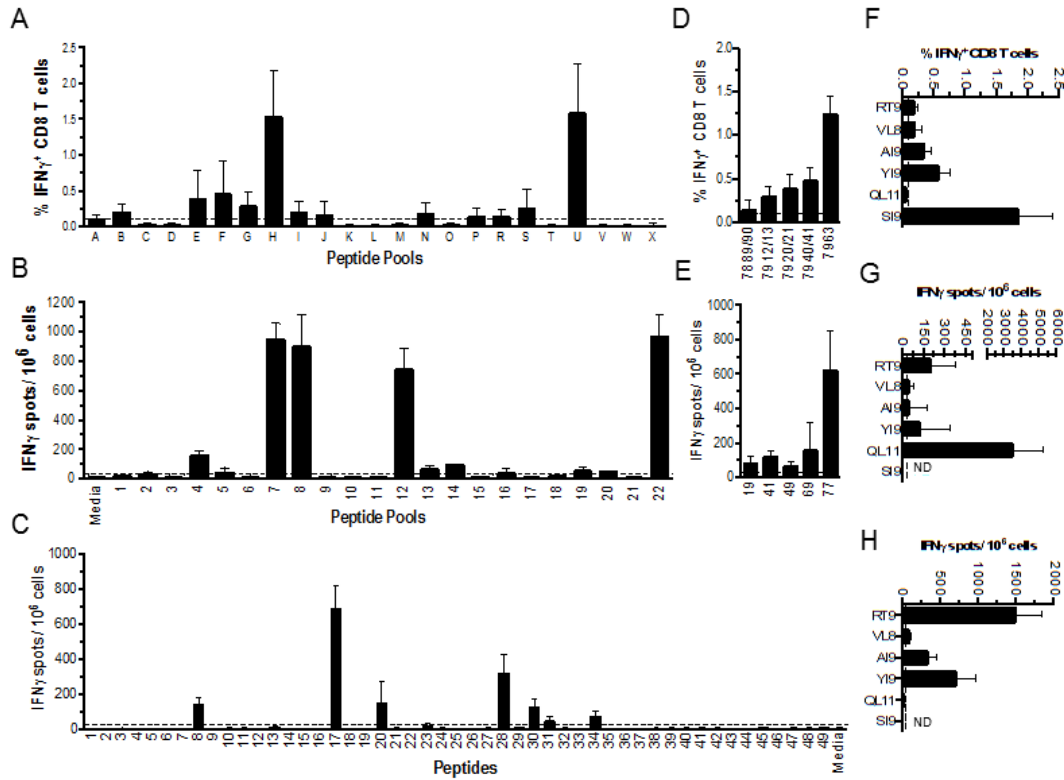 A
% IFNγ⁺ CD8 T cells
2.5
2.0
1.5
1.0
0.5
0.0
A B C D E F G H I J K L M N O P R S T U V W X
Peptide Pools
B
IFNγ spots/ 10⁶ cells
1200
1000
800
600
400
200
0
Media 1 2 3 4 5 6 7 8 9 10 11 12 13 14 15 16 17 18 19 20 21 22
Peptide Pools
C
IFNγ spots/ 10⁶ cells
1000
800
600
400
200
0
1 2 3 4 5 6 7 8 9 10 11 12 13 14 15 16 17 18 19 20 21 22 23 24 25 26 27 28 29 30 31 32 33 34 35 36 37 38 39 40 41 42 43 44 45 46 47 48 49 Media
Peptides
D
% IFNγ⁺ CD8 T cells
2.0
1.5
1.0
0.5
0.0
7889/90 7912/13 7920/21 7940/41 7963
E
IFNγ spots/ 10⁶ cells
1000
800
600
400
200
0
19 41 49 69 77
F
% IFNγ⁺ CD8 T cells
0.0 0.5 1.0 1.5 2.0 2.5
RT9
VL8
AI9
YI9
QL11
SI9
G
IFNγ spots/ 10⁶ cells
0 150 300 450 2000 3000 4000 5000 6000
RT9
VL8
AI9
YI9
QL11
SI9 ND
H
IFNγ spots/ 10⁶ cells
0 500 1000 1500 2000
RT9
VL8
AI9
YI9
QL11
SI9 ND